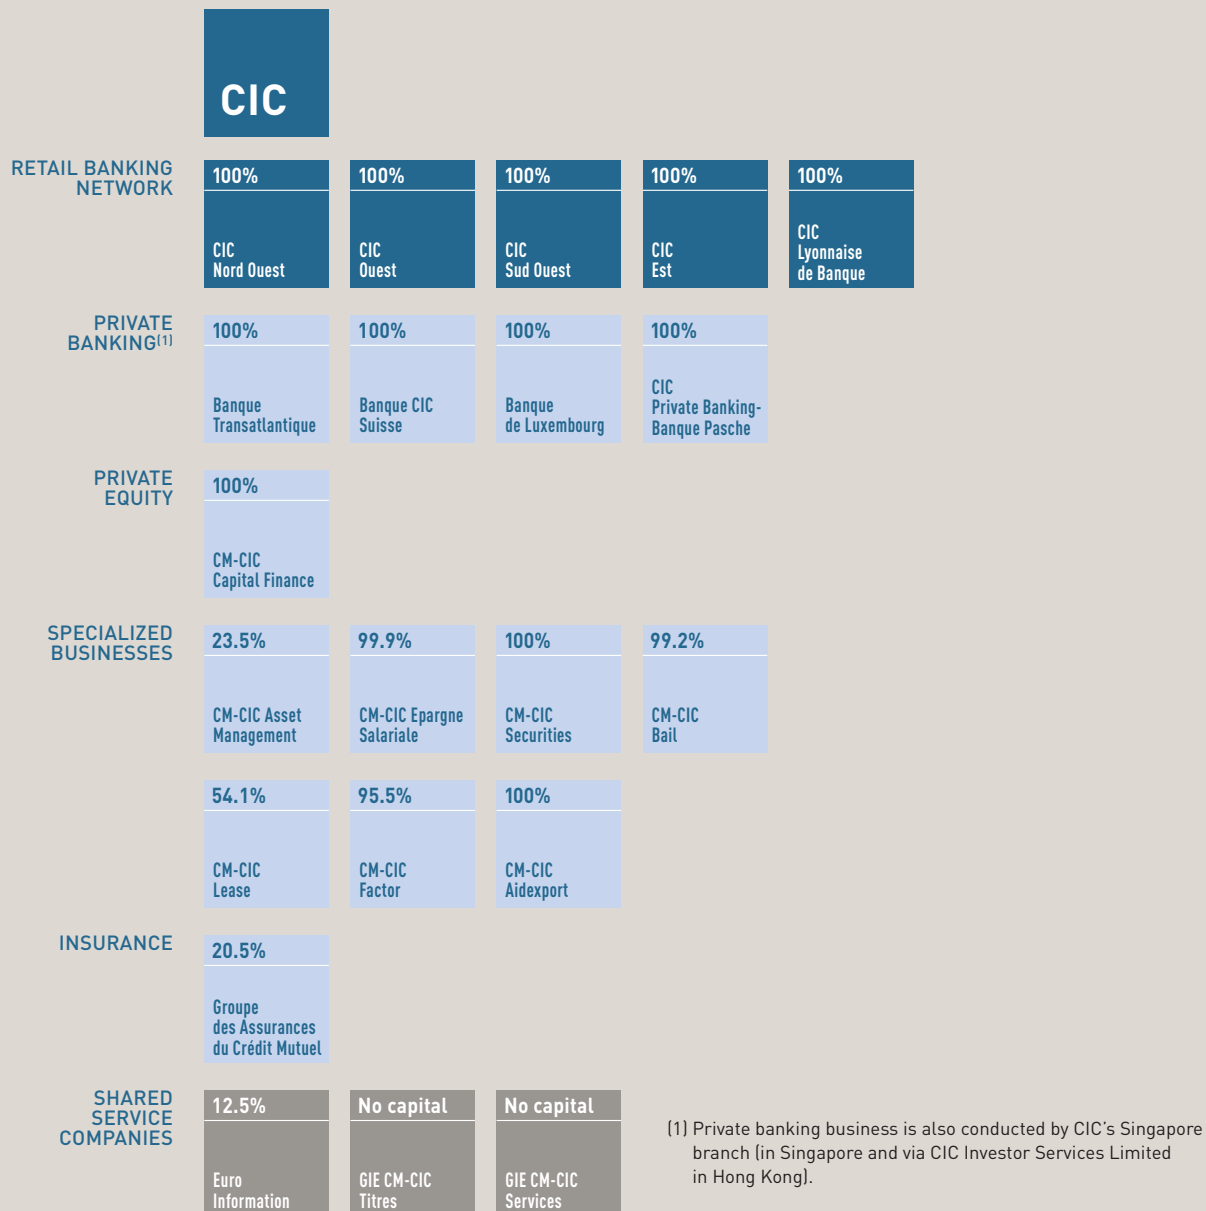 CIC
RETAIL BANKING
NETWORK
100%
CIC
Nord Ouest
100%
CIC
Ouest
100%
CIC
Sud Ouest
100%
CIC
Est
100%
CIC
Lyonnaise
de Banque
PRIVATE
BANKING(1)
100%
Banque
Transatlantique
100%
Banque CIC
Suisse
100%
Banque
de Luxembourg
100%
CIC
Private Banking-
Banque Pasche
PRIVATE
EQUITY
100%
CM-CIC
Capital Finance
SPECIALIZED
BUSINESSES
23.5%
CM-CIC Asset
Management
99.9%
CM-CIC Epargne
Salariale
100%
CM-CIC
Securities
99.2%
CM-CIC
Bail
54.1%
CM-CIC
Lease
95.5%
CM-CIC
Factor
100%
CM-CIC
Aidexport
INSURANCE
20.5%
Groupe
des Assurances
du Crédit Mutuel
SHARED
SERVICE
COMPANIES
12.5%
Euro
Information
No capital
GIE CM-CIC
Titres
No capital
GIE CM-CIC
Services
(1) Private banking business is also conducted by CIC's Singapore
branch (in Singapore and via CIC Investor Services Limited
in Hong Kong).